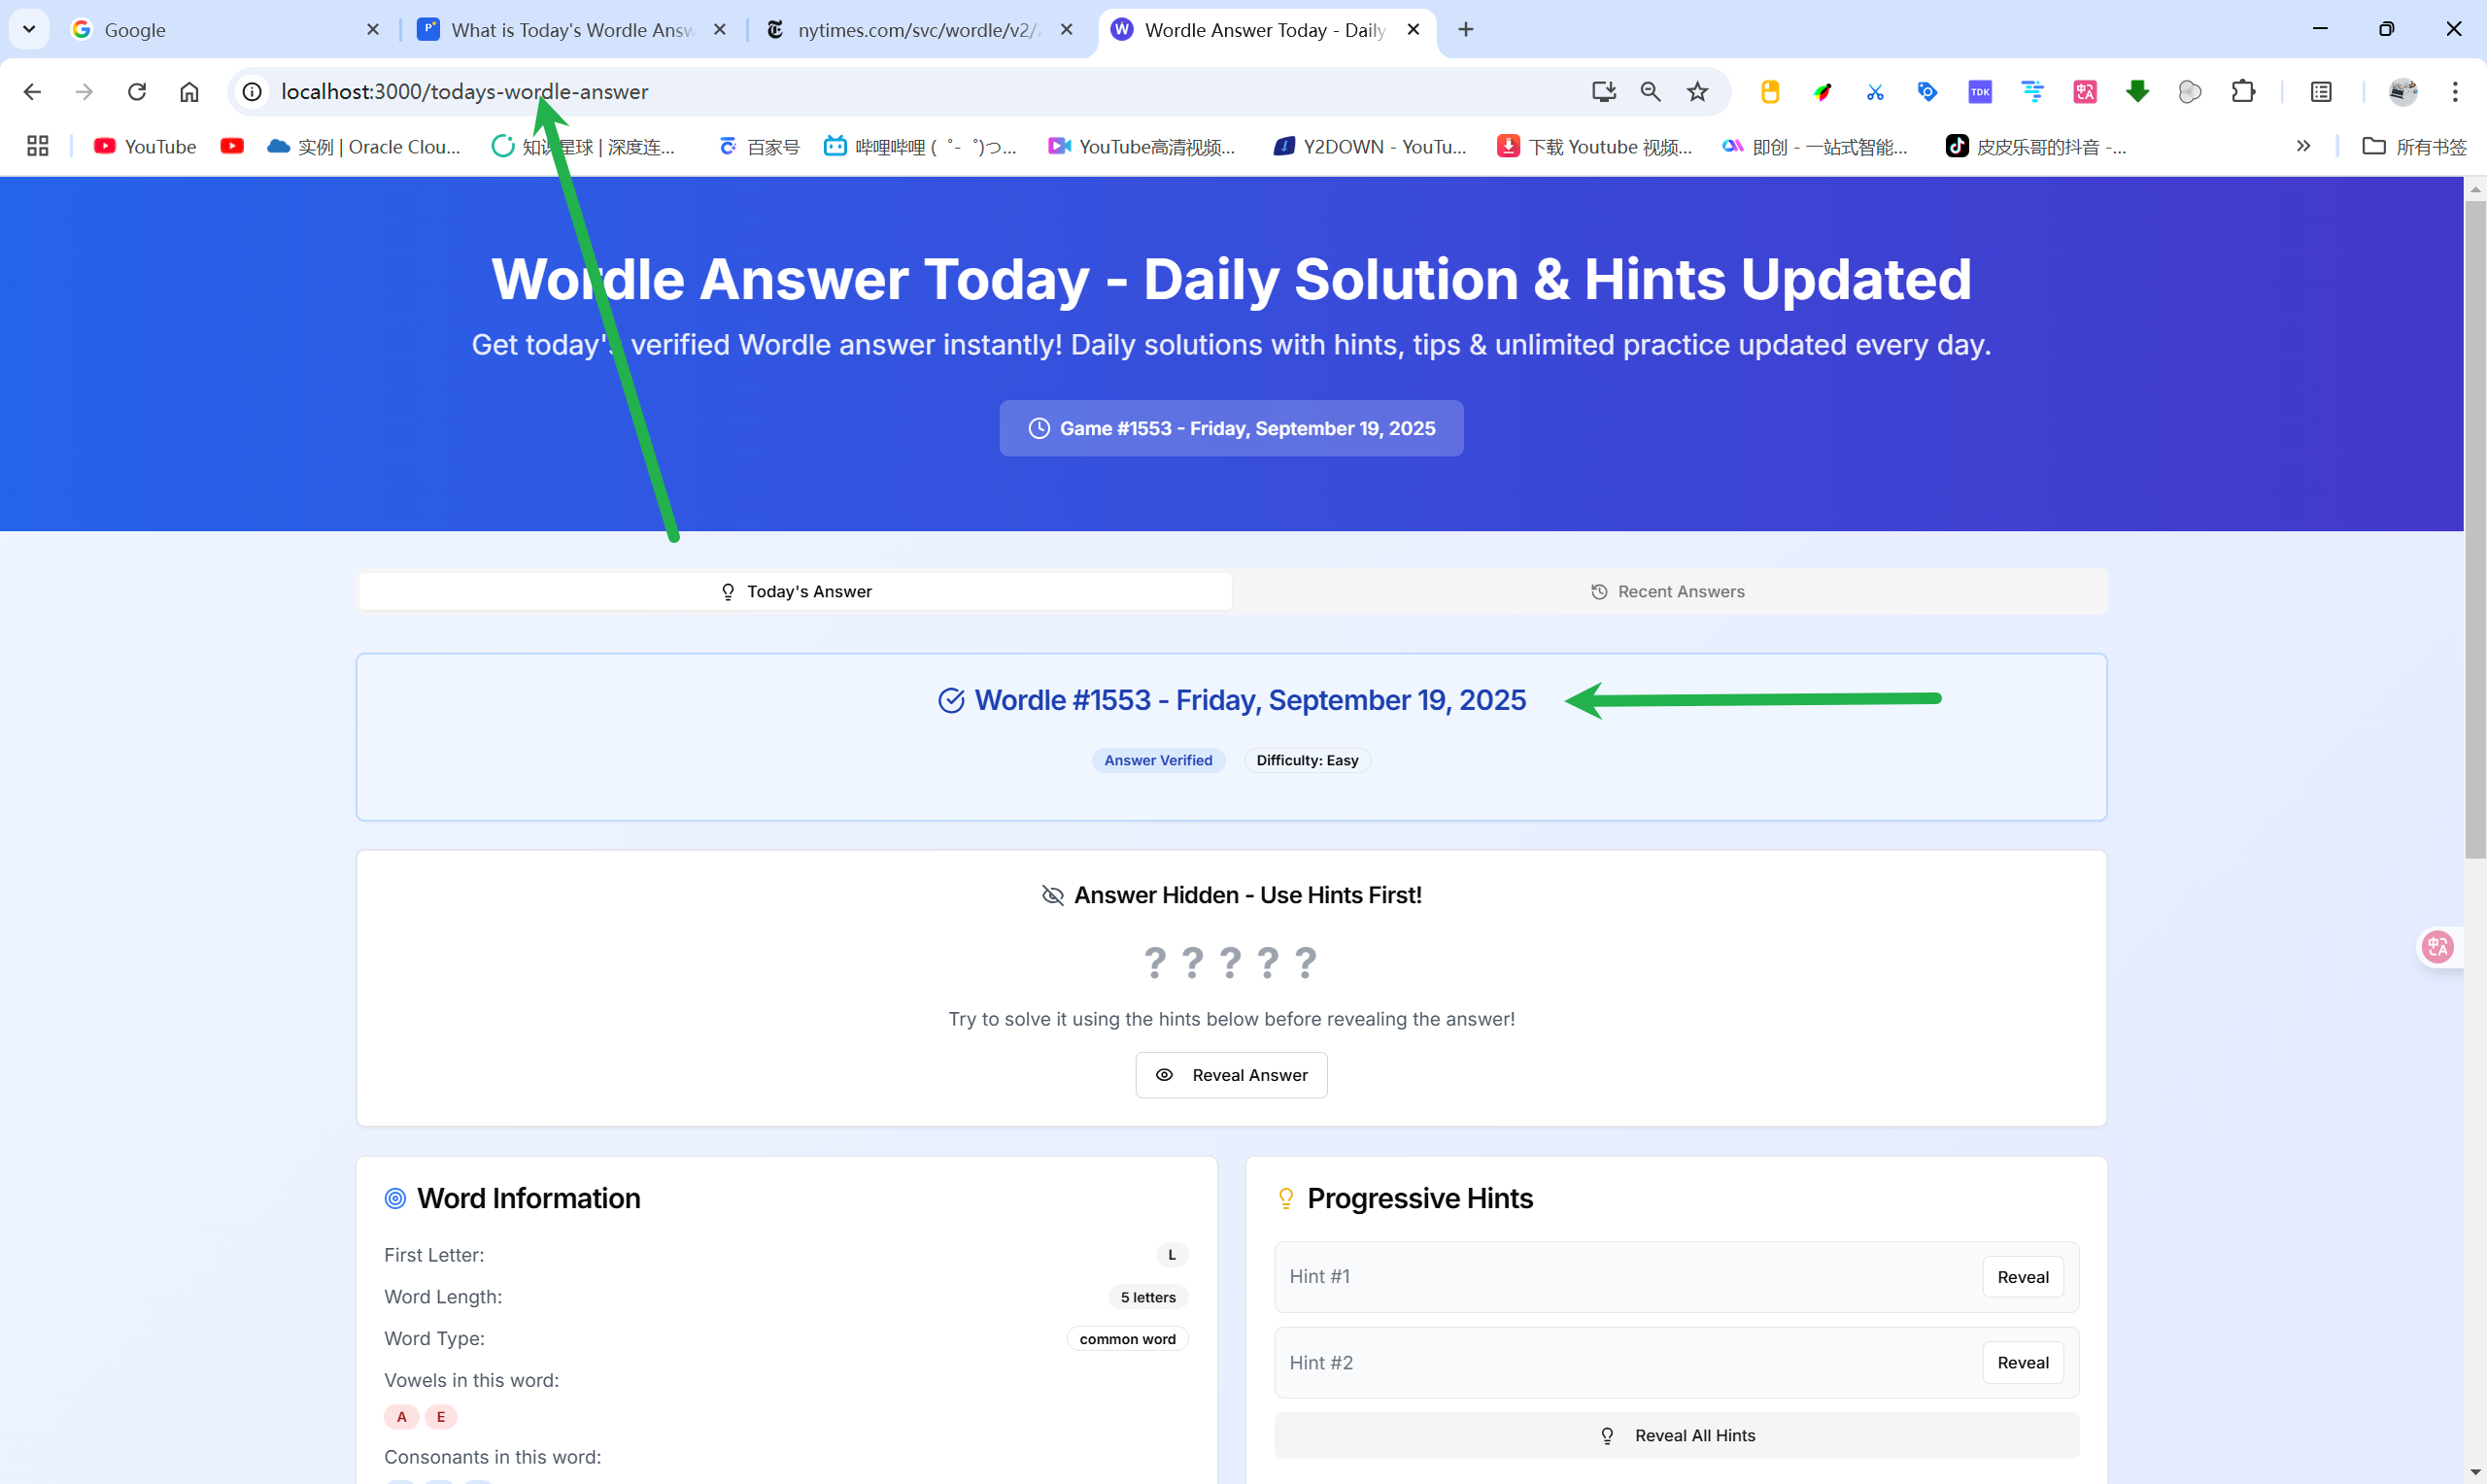 Google
What is Today's Wordle Answ
nytimes.com/svc/wordle/v2/2
Wordle Answer Today - Daily
localhost:3000/todays-wordle-answer
TDK
YouTube
实例 | Oracle Clou...
知识星球 | 深度连...
百家号
哔哩哔哩 ( ゜- ゜)つ...
YouTube高清视频...
Y2DOWN - YouTu...
下载 Youtube 视频...
即创 - 一站式智能...
皮皮乐哥的抖音 -...
所有书签
Wordle Answer Today - Daily Solution & Hints Updated
Get today's verified Wordle answer instantly! Daily solutions with hints, tips & unlimited practice updated every day.
Game #1553 - Friday, September 19, 2025
Today's Answer
Recent Answers
Wordle #1553 - Friday, September 19, 2025
Answer Verified
Difficulty: Easy
Answer Hidden - Use Hints First!
? ? ? ? ?
Try to solve it using the hints below before revealing the answer!
Reveal Answer
Word Information
First Letter:
L
Word Length:
5 letters
Word Type:
common word
Vowels in this word:
A
E
Consonants in this word:
Progressive Hints
Hint #1
Reveal
Hint #2
Reveal
Reveal All Hints